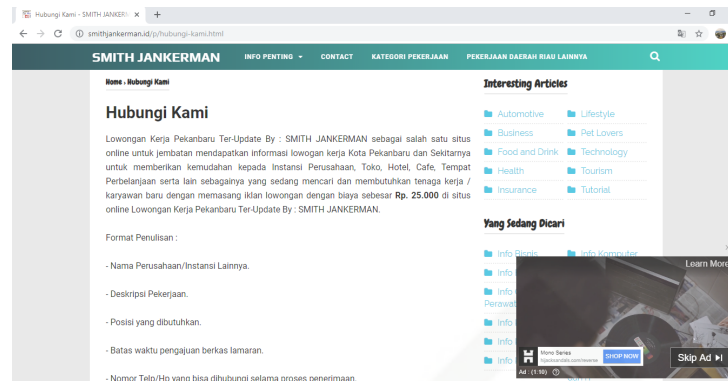 Hubungi Kami - SMITH JANKER
smithjankerman.id/p/hubungi-kami.html
SMITH JANKERMAN
INFO PENTING
CONTACT
KATEGORI PEKERJAAN
PEKERJAAN DAERAH RIAU LAINNYA
Home › Hubungi Kami
Hubungi Kami
Lowongan Kerja Pekanbaru Ter-Update By : SMITH JANKERMAN sebagai salah satu situs
online untuk jembatan mendapatkan informasi lowogan kerja Kota Pekanbaru dan Sekitarnya
untuk memberikan kemudahan kepada Instansi Perusahaan, Toko, Hotel, Cafe, Tempat
Perbelanjaan serta lain sebagainya yang sedang mencari dan membutuhkan tenaga kerja /
karyawan baru dengan memasang iklan lowongan dengan biaya sebesar Rp. 25.000 di situs
online Lowongan Kerja Pekanbaru Ter-Update By : SMITH JANKERMAN.
Format Penulisan :
- Nama Perusahaan/Instansi Lainnya.
- Deskripsi Pekerjaan.
- Posisi yang dibutuhkan.
- Batas waktu pengajuan berkas lamaran.
- Nomor Telp/Hp yang bisa dihubungi selama proses penerimaan.
Interesting Articles
Automotive
Lifestyle
Business
Pet Lovers
Food and Drink
Technology
Health
Tourism
Insurance
Tutorial
Yang Sedang Dicari
Info Bisnis
Info Komputer
Info
Info
Perawat
Info
Info
Info
Learn More
Mono Series
SHOP NOW
Skip Ad
Ad : (1:10)